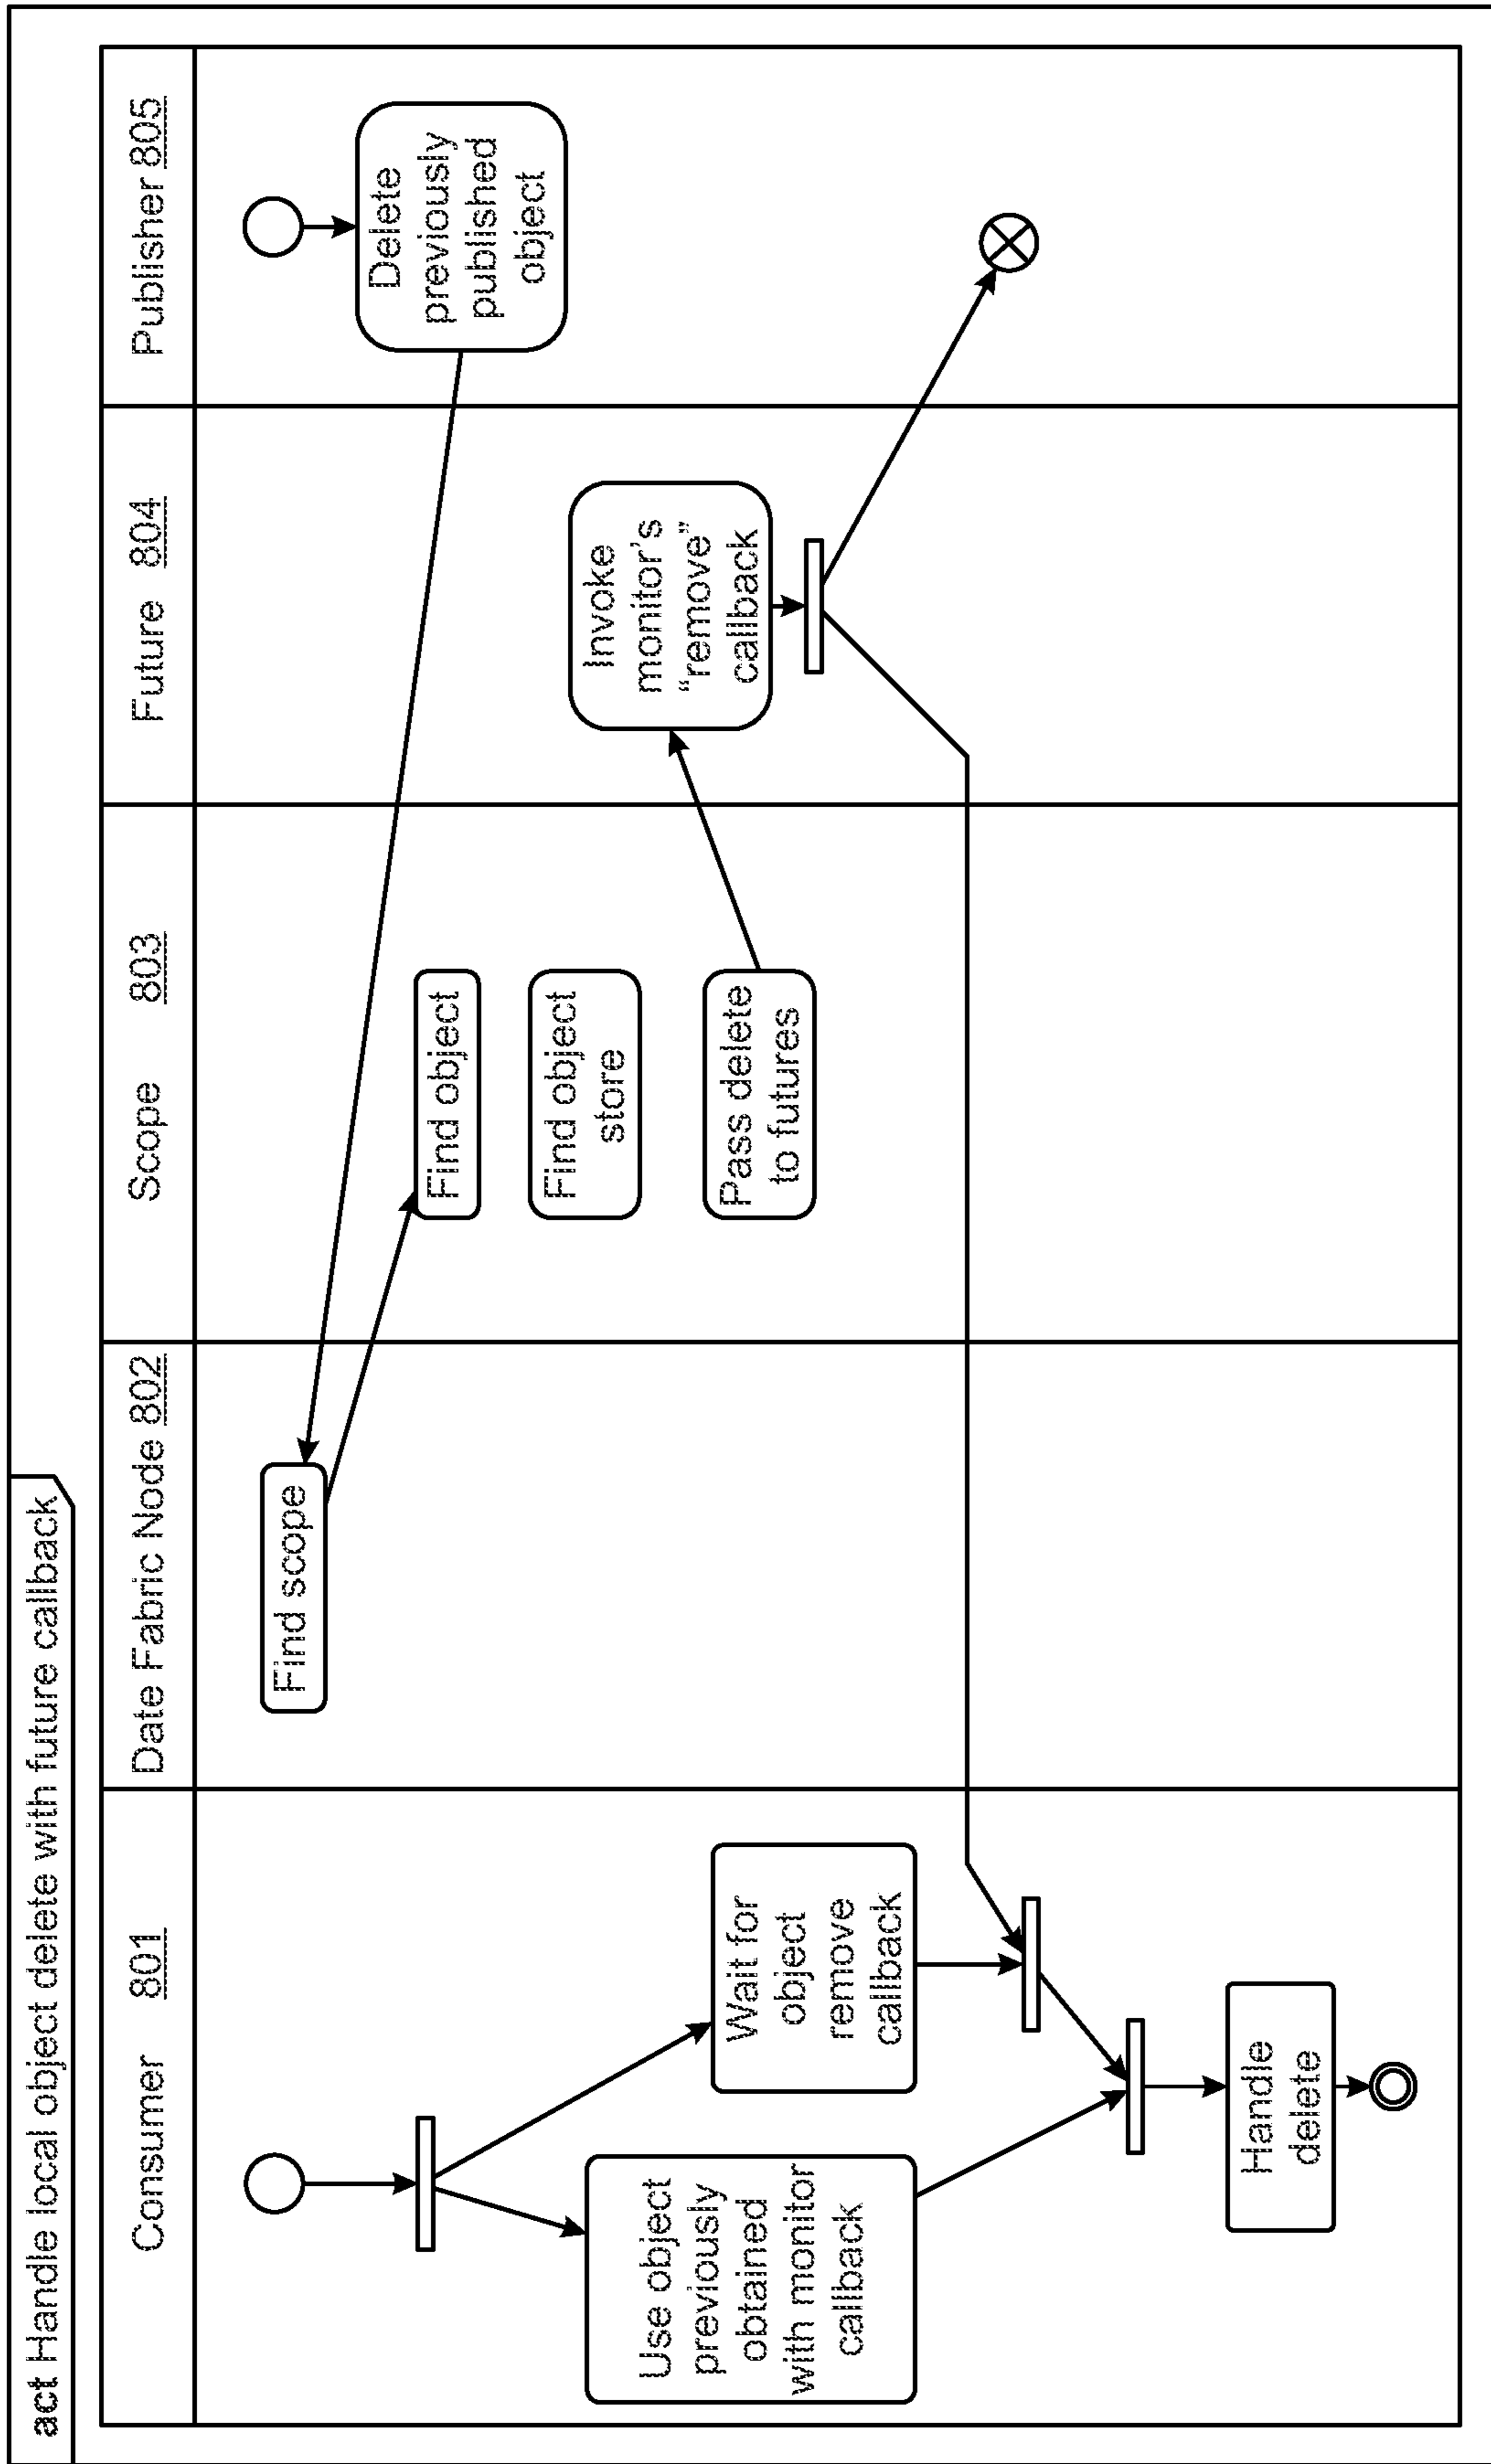 act Handle local object delete with future callback
Consumer 801
Date Fabric Node 802
Scope 803
Future 804
Publisher 805
Use object
previously
obtained
with monitor
callback
Wait for
object
remove
callback
Handle
delete
Find scope
Find object
Find object
store
Pass delete
to futures
Invoke
monitor's
“remove”
callback
Delete
previously
published
object